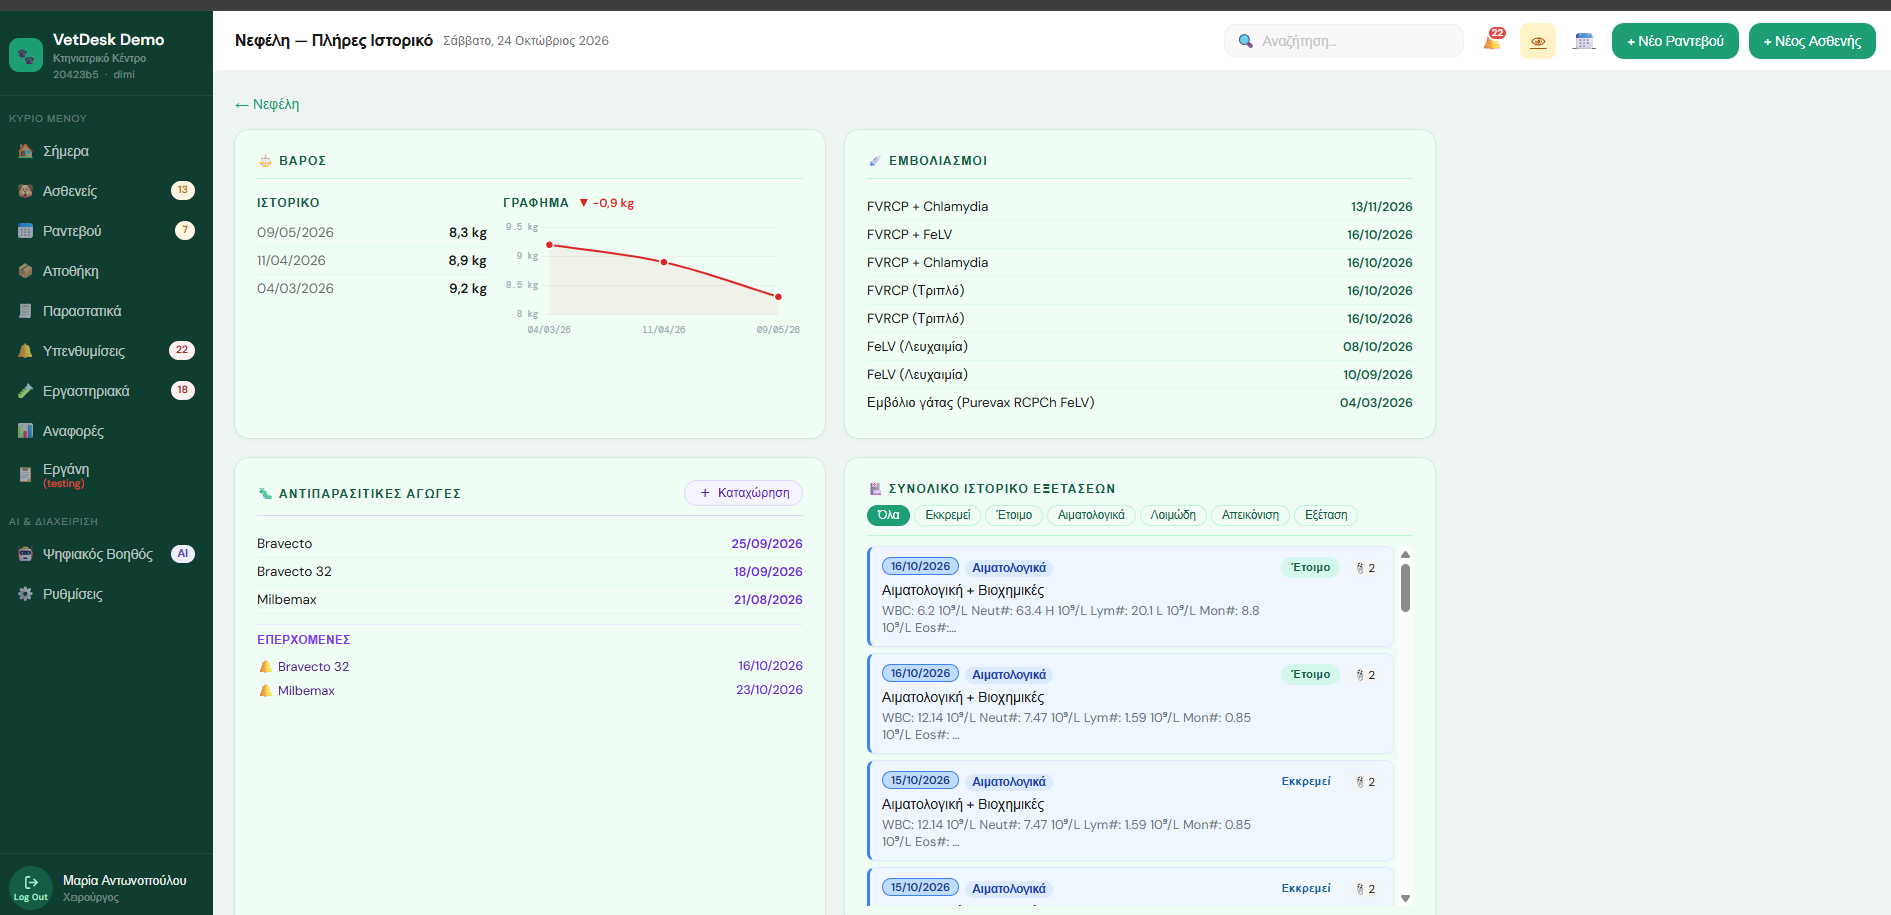 VetDesk Demo
Κτηνιατρικό Κέντρο
20423b5 · dimi
ΚΥΡΙΟ ΜΕΝΟΥ
Σήμερα
Ασθενείς 13
Ραντεβού 7
Αποθήκη
Παραστατικά
Υπενθυμίσεις 22
Εργαστηριακά 18
Αναφορές
Εργάνη
(testing)
AI & ΔΙΑΧΕΙΡΙΣΗ
Ψηφιακός Βοηθός AI
Ρυθμίσεις
Log Out
Μαρία Αντωνοπούλου
Χειρούργος
Νεφέλη — Πλήρες Ιστορικό Σάββατο, 24 Οκτώβριος 2026
Αναζήτηση...
22
+ Νέο Ραντεβού
+ Νέος Ασθενής
← Νεφέλη
ΒΑΡΟΣ
ΙΣΤΟΡΙΚΟ
09/05/2026 8,3 kg
11/04/2026 8,9 kg
04/03/2026 9,2 kg
ΓΡΑΦΗΜΑ ▼ -0,9 kg
9.5 kg
9 kg
8.5 kg
8 kg
04/03/26 11/04/26 09/05/26
ΕΜΒΟΛΙΑΣΜΟΙ
FVRCP + Chlamydia 13/11/2026
FVRCP + FeLV 16/10/2026
FVRCP + Chlamydia 16/10/2026
FVRCP (Τριπλό) 16/10/2026
FVRCP (Τριπλό) 16/10/2026
FeLV (Λευχαιμία) 08/10/2026
FeLV (Λευχαιμία) 10/09/2026
Εμβόλιο γάτας (Purevax RCPCh FeLV) 04/03/2026
ΑΝΤΙΠΑΡΑΣΙΤΙΚΕΣ ΑΓΩΓΕΣ
+ Καταχώρηση
Bravecto 25/09/2026
Bravecto 32 18/09/2026
Milbemax 21/08/2026
ΕΠΕΡΧΟΜΕΝΕΣ
Bravecto 32 16/10/2026
Milbemax 23/10/2026
ΣΥΝΟΛΙΚΟ ΙΣΤΟΡΙΚΟ ΕΞΕΤΑΣΕΩΝ
Όλα Εκκρεμεί Έτοιμο Αιματολογικά Λοιμώδη Απεικόνιση Εξέταση
16/10/2026 Αιματολογικά Έτοιμο 2
Αιματολογική + Βιοχημικές
WBC: 6.2 10⁹/L Neut#: 63.4 H 10⁹/L Lym#: 20.1 L 10⁹/L Mon#: 8.8
10⁹/L Eos#:...
16/10/2026 Αιματολογικά Έτοιμο 2
Αιματολογική + Βιοχημικές
WBC: 12.14 10⁹/L Neut#: 7.47 10⁹/L Lym#: 1.59 10⁹/L Mon#: 0.85
10⁹/L Eos#: ...
15/10/2026 Αιματολογικά Εκκρεμεί 2
Αιματολογική + Βιοχημικές
WBC: 12.14 10⁹/L Neut#: 7.47 10⁹/L Lym#: 1.59 10⁹/L Mon#: 0.85
10⁹/L Eos#: ...
15/10/2026 Αιματολογικά Εκκρεμεί 2